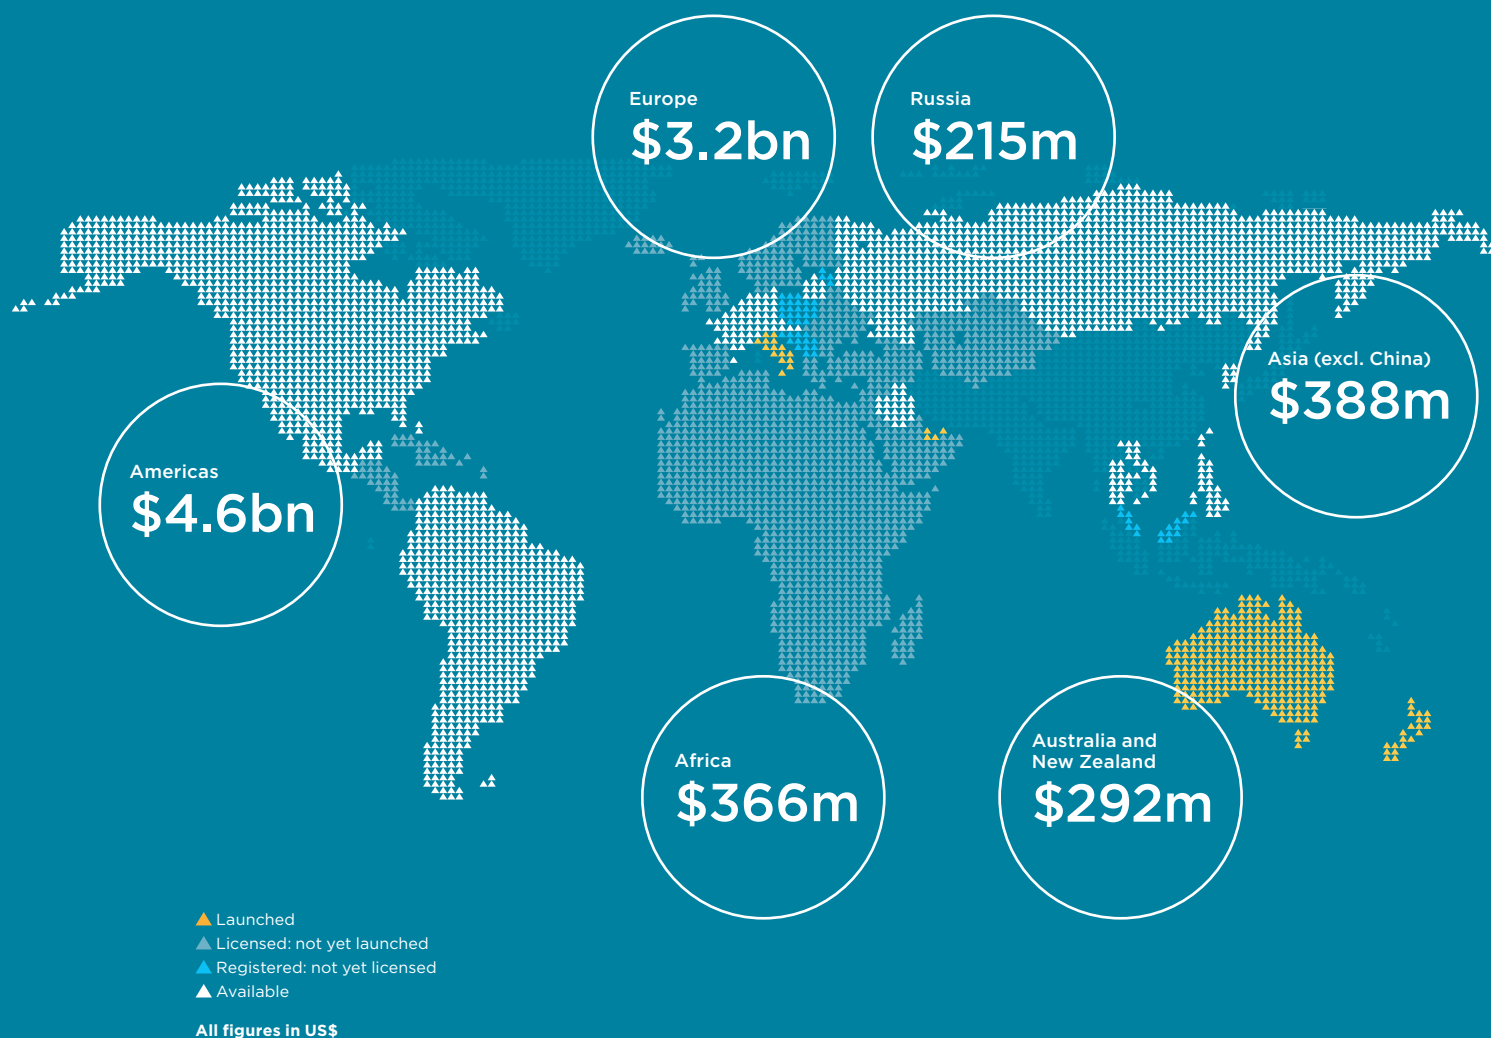 Europe
$3.2bn
Russia
$215m
Asia (excl. China)
$388m
Americas
$4.6bn
Africa
$366m
Australia and
New Zealand
$292m
Launched
Licensed: not yet launched
Registered: not yet licensed
Available
All figures in US$